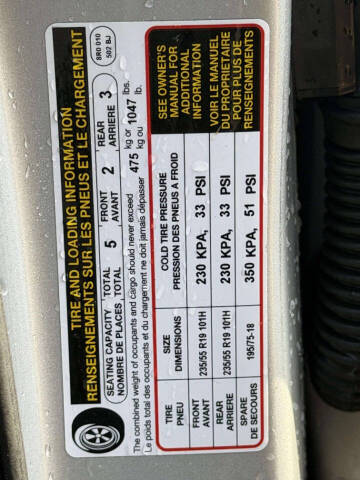 TIRE AND LOADING INFORMATION
RENSEIGNEMENTS SUR LES PNEUS ET LE CHARGEMENT
8R0 010
502 BJ
SEATING CAPACITY TOTAL 5 FRONT 2 REAR 3
NOMBRE DE PLACES TOTAL AVANT ARRIERE
The combined weight of occupants and cargo should never exceed 475 kg or 1047 lbs.
Le poids total des occupants et du chargement ne doit jamais dépasser kg ou lb.
TIRE SIZE COLD TIRE PRESSURE
PNEU DIMENSIONS PRESSION DES PNEUS A FROID
FRONT
AVANT 235/55 R19 101H 230 KPA, 33 PSI
REAR
ARRIERE 235/55 R19 101H 230 KPA, 33 PSI
SPARE
DE SECOURS 195/75-18 350 KPA, 51 PSI
SEE OWNER'S
MANUAL FOR
ADDITIONAL
INFORMATION
VOIR LE MANUEL
DU PROPRIETAIRE
POUR PLUS DE
RENSEIGNEMENTS